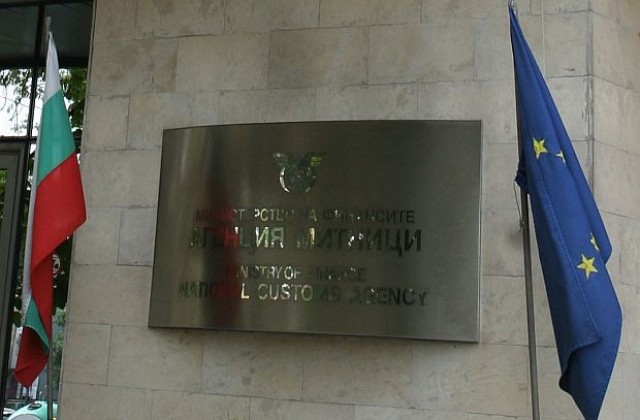 МИНИСТЕРСТВО НА ФИНАНСИТЕ
АГЕНЦИЯ МИТНИЦИ
MINISTRY OF FINANCE
NATIONAL CUSTOMS AGENCY